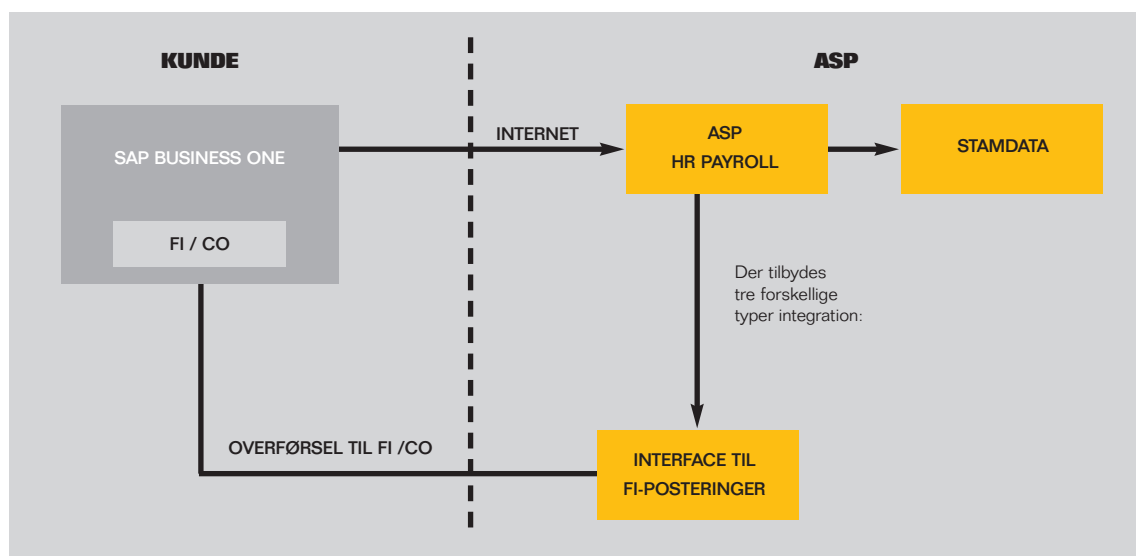 KUNDE
ASP
SAP BUSINESS ONE
FI / CO
INTERNET
ASP
HR PAYROLL
STAMDATA
Der tilbydes
tre forskellige
typer integration:
OVERFØRSEL TIL FI /CO
INTERFACE TIL
FI-POSTERINGER